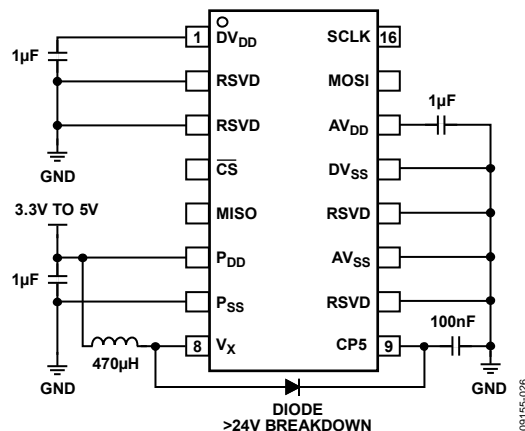 1 DVDD
SCLK 16
1µF
RSVD
MOSI
1µF
RSVD
AVDD
GND
CS
DVSS
3.3V TO 5V
MISO
RSVD
PDD
AVSS
1µF
PSS
RSVD
100nF
470µH
8 VX
CP5 9
GND
GND
DIODE
>24V BREAKDOWN
09155-026